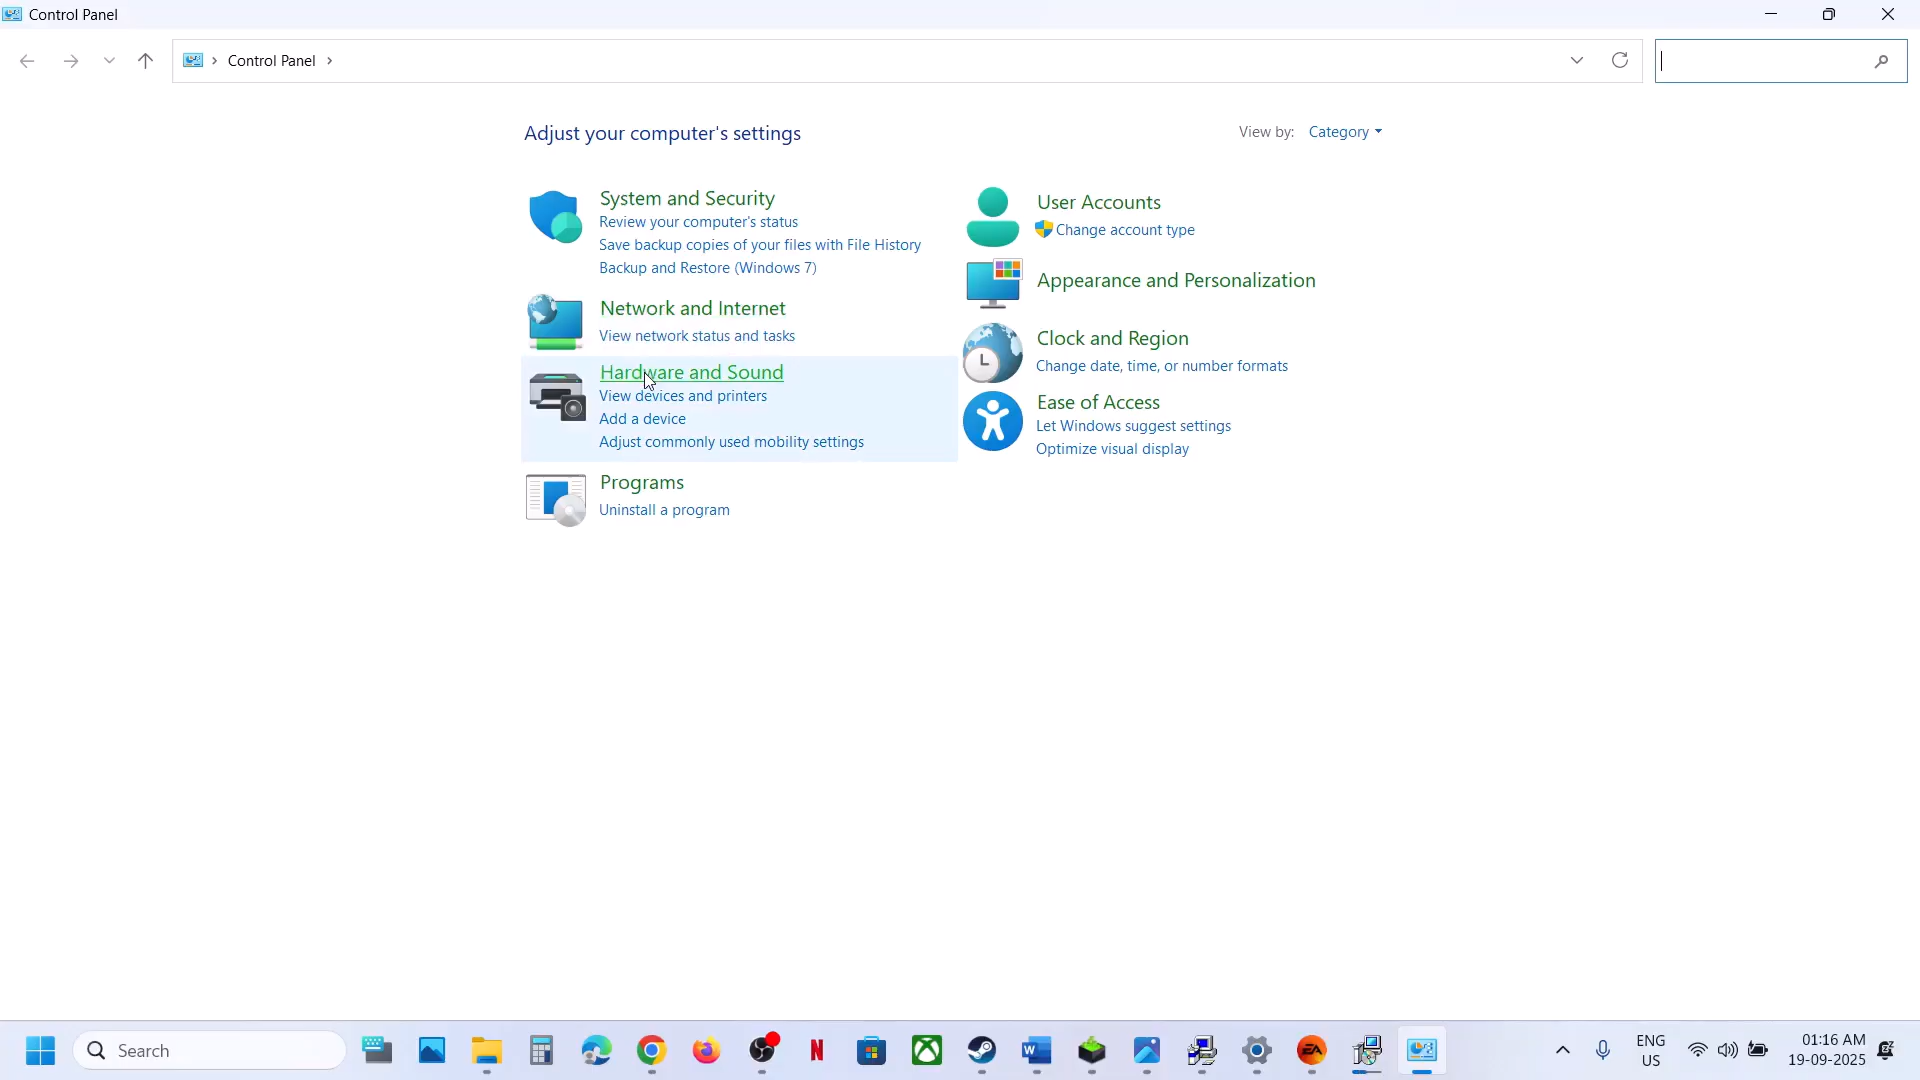 Control Panel
Control Panel
Adjust your computer's settings
View by: Category
System and Security
Review your computer's status
Save backup copies of your files with File History
Backup and Restore (Windows 7)
Network and Internet
View network status and tasks
Hardware and Sound
View devices and printers
Add a device
Adjust commonly used mobility settings
Programs
Uninstall a program
User Accounts
Change account type
Appearance and Personalization
Clock and Region
Change date, time, or number formats
Ease of Access
Let Windows suggest settings
Optimize visual display
Search
ENG
US
01:16 AM
19-09-2025